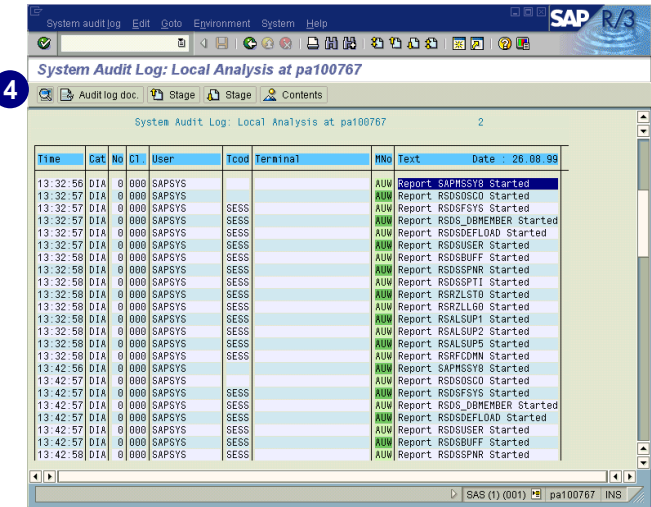 System audit log Edit Goto Environment System Help
SAP R/3
System Audit Log: Local Analysis at pa100767
4
Audit log doc. Stage Stage Contents
System Audit Log: Local Analysis at pa100767 2
Time Cat No Cl. User Tcod Terminal MNo Text Date : 26.08.99
13:32:56 DIA 0 000 SAPSYS AUW Report SAPMSSY8 Started
13:32:57 DIA 0 000 SAPSYS AUW Report RSDSOSCO Started
13:32:57 DIA 0 000 SAPSYS SESS AUW Report RSDSFSYS Started
13:32:57 DIA 0 000 SAPSYS SESS AUW Report RSDS_DBMEMBER Started
13:32:57 DIA 0 000 SAPSYS SESS AUW Report RSDSDEFLOAD Started
13:32:58 DIA 0 000 SAPSYS SESS AUW Report RSDSUSER Started
13:32:58 DIA 0 000 SAPSYS SESS AUW Report RSDSBUFF Started
13:32:58 DIA 0 000 SAPSYS SESS AUW Report RSDSSPNR Started
13:32:58 DIA 0 000 SAPSYS SESS AUW Report RSDSSPTI Started
13:32:58 DIA 0 000 SAPSYS SESS AUW Report RSRZLST0 Started
13:32:58 DIA 0 000 SAPSYS SESS AUW Report RSRZLLG0 Started
13:32:58 DIA 0 000 SAPSYS SESS AUW Report RSALSUP1 Started
13:32:58 DIA 0 000 SAPSYS SESS AUW Report RSALSUP2 Started
13:32:58 DIA 0 000 SAPSYS SESS AUW Report RSALSUP5 Started
13:32:58 DIA 0 000 SAPSYS SESS AUW Report RSRFCDMN Started
13:42:56 DIA 0 000 SAPSYS AUW Report SAPMSSY8 Started
13:42:57 DIA 0 000 SAPSYS AUW Report RSDSOSCO Started
13:42:57 DIA 0 000 SAPSYS SESS AUW Report RSDSFSYS Started
13:42:57 DIA 0 000 SAPSYS SESS AUW Report RSDS_DBMEMBER Started
13:42:57 DIA 0 000 SAPSYS SESS AUW Report RSDSDEFLOAD Started
13:42:57 DIA 0 000 SAPSYS SESS AUW Report RSDSUSER Started
13:42:57 DIA 0 000 SAPSYS SESS AUW Report RSDSBUFF Started
13:42:58 DIA 0 000 SAPSYS SESS AUW Report RSDSSPNR Started
SAS (1) (001) pa100767 INS